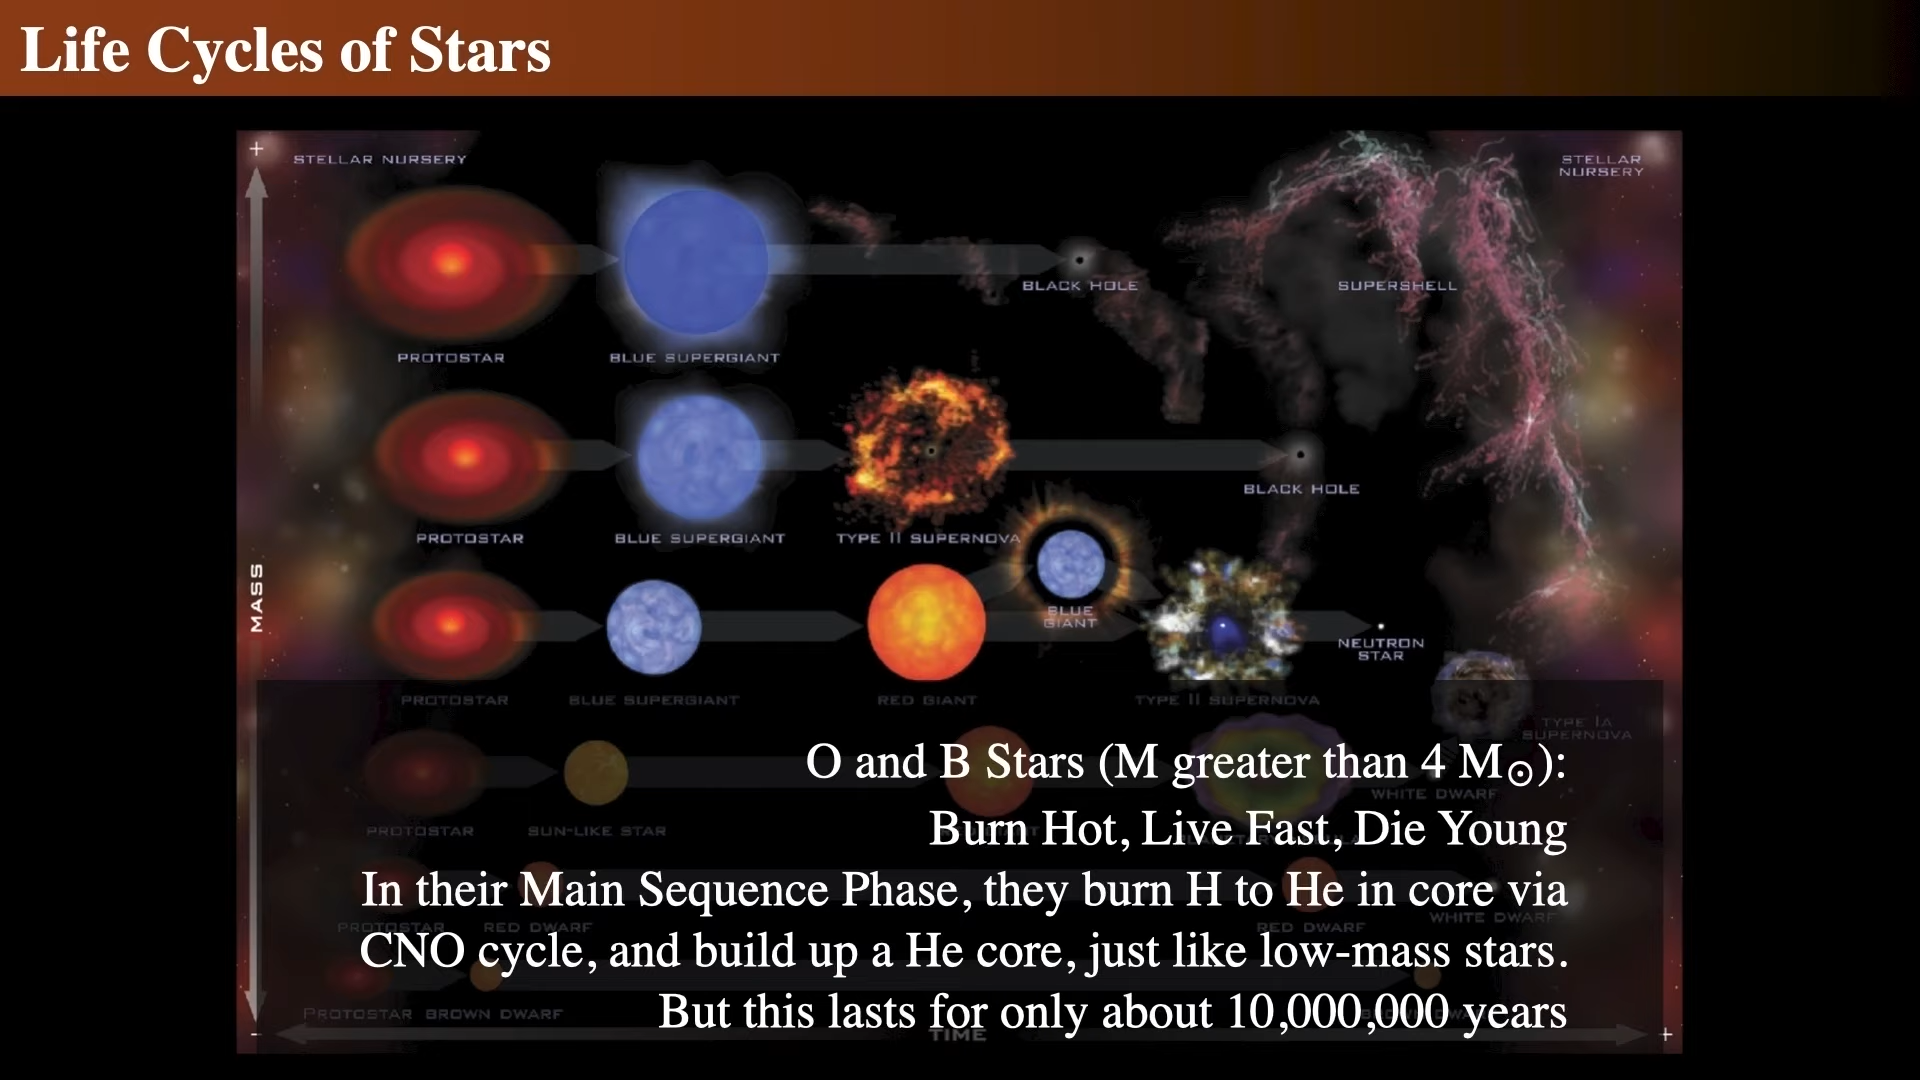 Life Cycles of Stars
+
STELLAR NURSERY
STELLAR
NURSERY
BLACK HOLE
SUPERSHELL
PROTOSTAR
BLUE SUPERGIANT
BLACK HOLE
PROTOSTAR
BLUE SUPERGIANT
TYPE II SUPERNOVA
MASS
BLUE
GIANT
NEUTRON
STAR
PROTOSTAR
BLUE SUPERGIANT
RED GIANT
TYPE II SUPERNOVA
TYPE Ia
SUPERNOVA
O and B Stars (M greater than 4 M☉):
WHITE DWARF
PROTOSTAR
SUN-LIKE STAR
Burn Hot, Live Fast, Die Young
In their Main Sequence Phase, they burn H to He in core via
WHITE DWARF
PROTOSTAR
RED DWARF
RED DWARF
CNO cycle, and build up a He core, just like low-mass stars.
PROTOSTAR
BROWN DWARF
But this lasts for only about 10,000,000 years
-
TIME
+